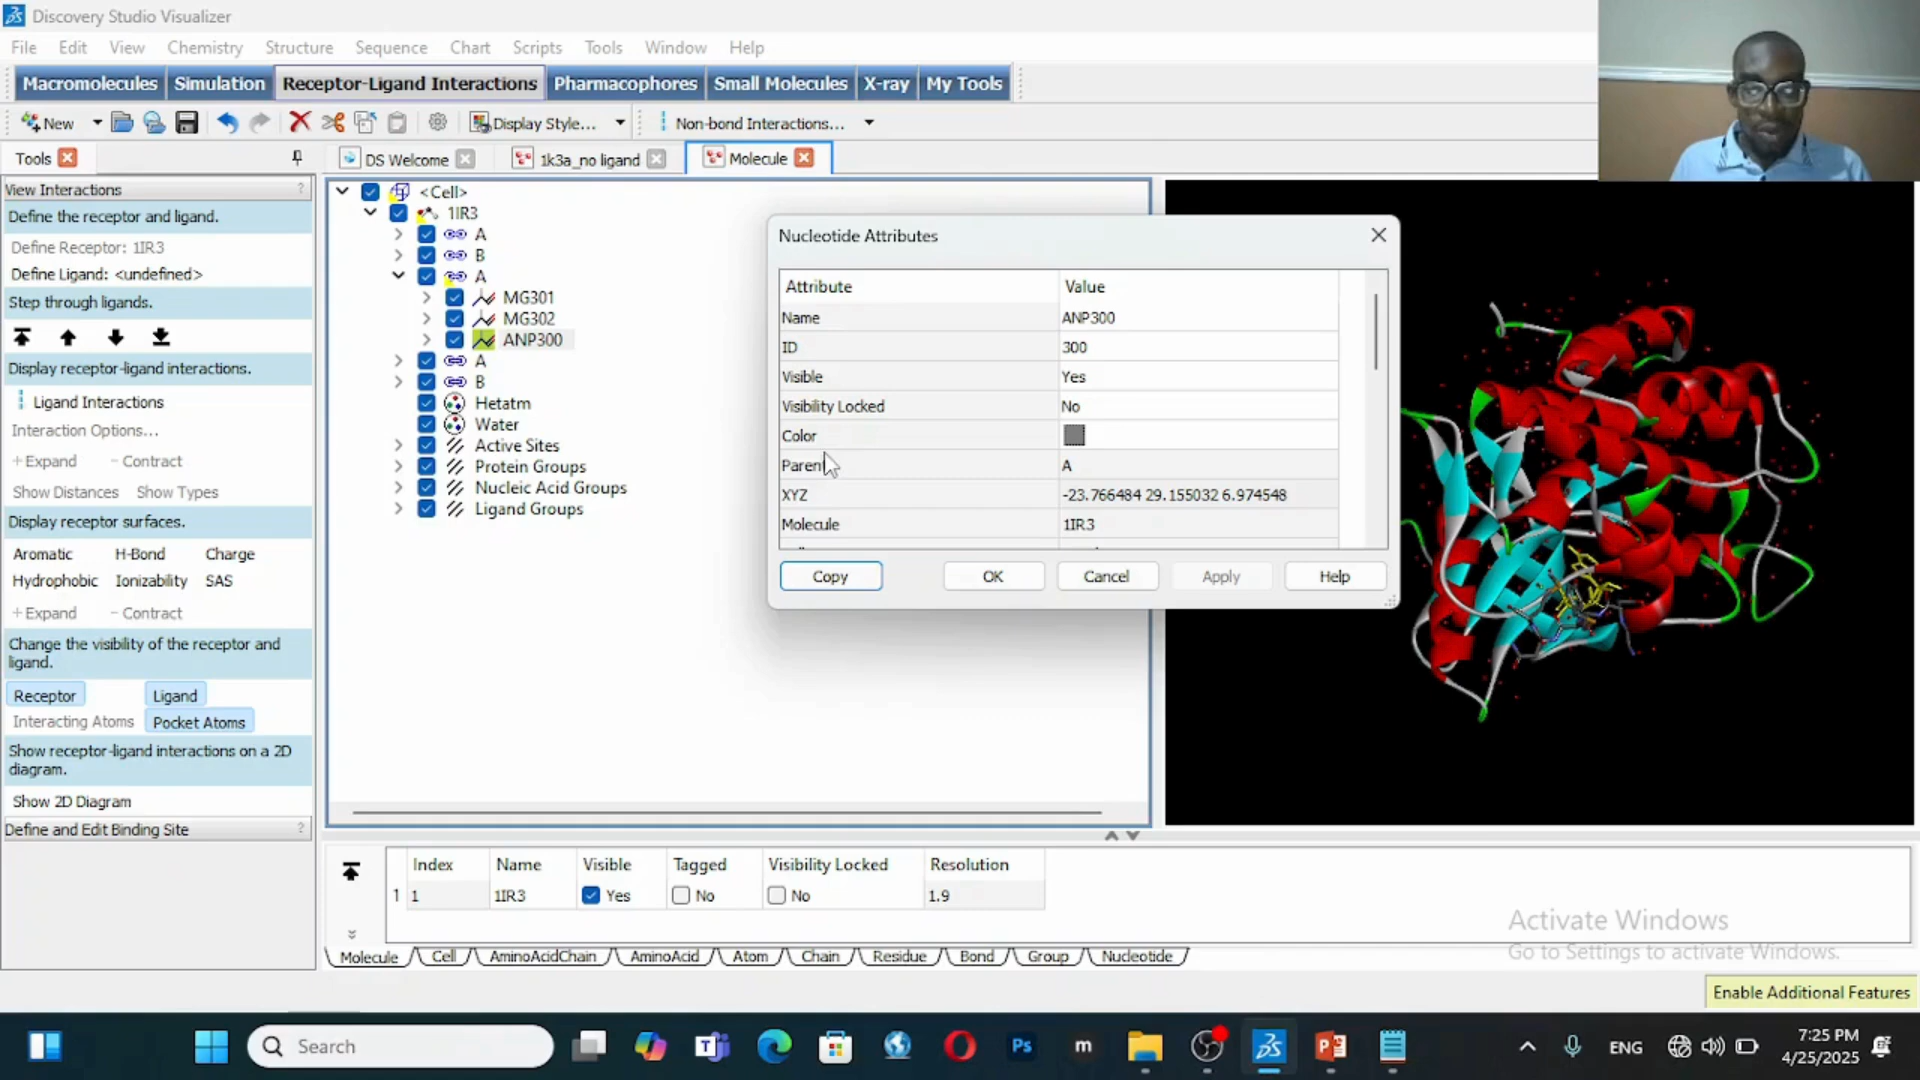 Discovery Studio Visualizer
File Edit View Chemistry Structure Sequence Chart Scripts Tools Window Help
Macromolecules Simulation Receptor-Ligand Interactions Pharmacophores Small Molecules X-ray My Tools
New Display Style... Non-bond Interactions...
Tools
DS Welcome 1k3a_no ligand Molecule
View Interactions ?
Define the receptor and ligand.
Define Receptor: 1IR3
Define Ligand: <undefined>
Step through ligands.
Display receptor-ligand interactions.
Ligand Interactions
Interaction Options...
+ Expand - Contract
Show Distances Show Types
Display receptor surfaces.
Aromatic H-Bond Charge
Hydrophobic Ionizability SAS
+ Expand - Contract
Change the visibility of the receptor and
ligand.
Receptor Ligand
Interacting Atoms Pocket Atoms
Show receptor-ligand interactions on a 2D
diagram.
Show 2D Diagram
Define and Edit Binding Site ?
<Cell>
1IR3
A
B
A
MG301
MG302
ANP300
A
B
Hetatm
Water
Active Sites
Protein Groups
Nucleic Acid Groups
Ligand Groups
Nucleotide Attributes
Attribute Value
Name ANP300
ID 300
Visible Yes
Visibility Locked No
Color
Parent A
XYZ -23.766484 29.155032 6.974548
Molecule 1IR3
Copy OK Cancel Apply Help
Index Name Visible Tagged Visibility Locked Resolution
1 1 1IR3 Yes No No 1.9
Molecule Cell AminoAcidChain AminoAcid Atom Chain Residue Bond Group Nucleotide
Activate Windows
Go to Settings to activate Windows.
Enable Additional Features
Search
ENG
7:25 PM
4/25/2025